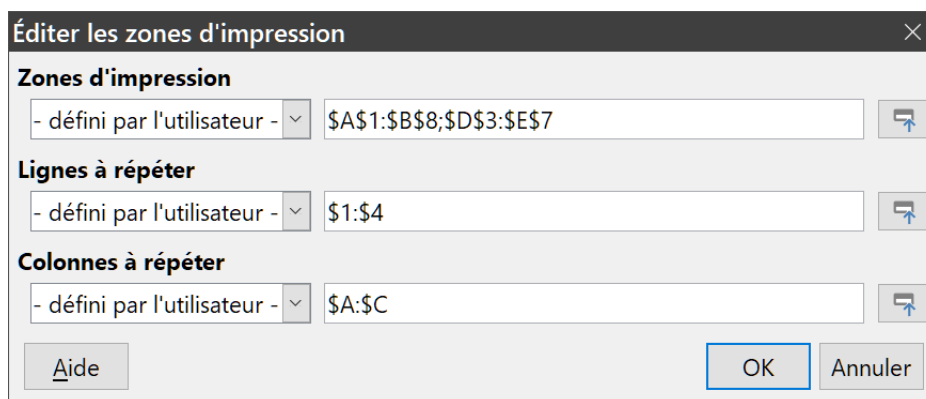 Éditer les zones d'impression
Zones d'impression
- défini par l'utilisateur - $A$1:$B$8;$D$3:$E$7
Lignes à répéter
- défini par l'utilisateur - $1:$4
Colonnes à répéter
- défini par l'utilisateur - $A:$C
Aide OK Annuler